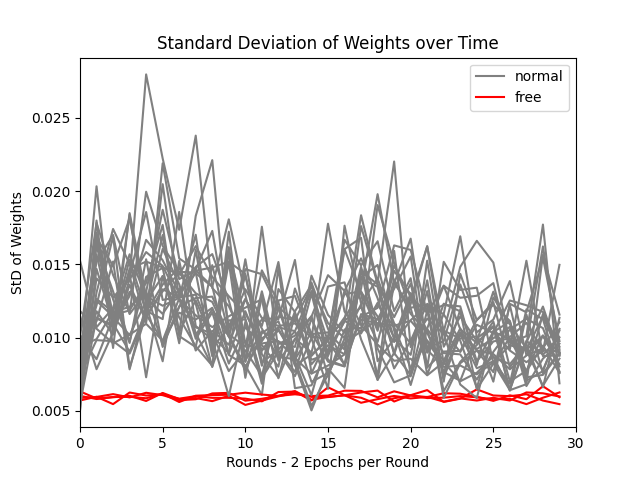 Standard Deviation of Weights over Time
normal
free
0.025
0.020
0.015
0.010
0.005
StD of Weights
0 5 10 15 20 25 30
Rounds - 2 Epochs per Round